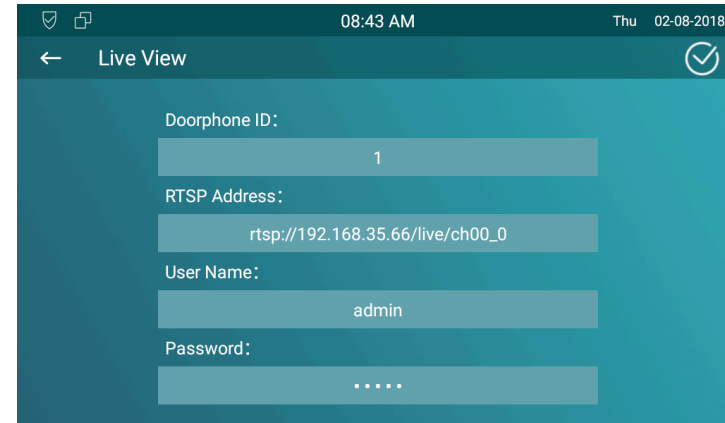 08:43 AM Thu 02-08-2018
Live View
Doorphone ID：
1
RTSP Address：
rtsp://192.168.35.66/live/ch00_0
User Name：
admin
Password：
•••••